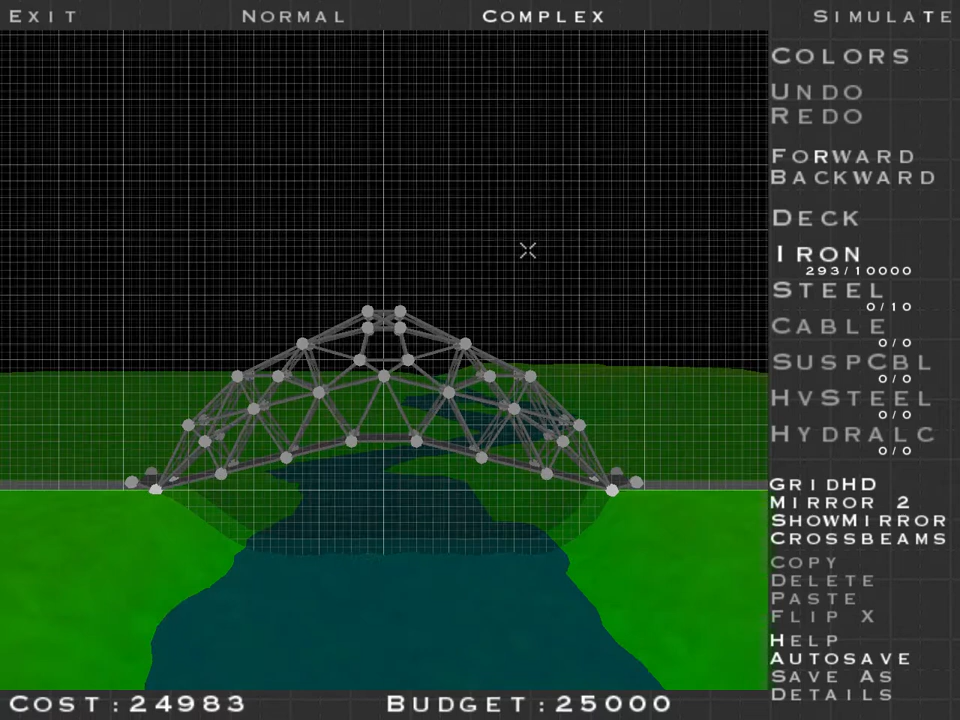 EXIT NORMAL COMPLEX SIMULATE
COLORS
UNDO
REDO
FORWARD
BACKWARD
DECK
IRON
293/10000
STEEL
0/10
CABLE
0/0
SUSPCBL
0/0
HVSTEEL
0/0
HYDRALC
0/0
GRIDHD
MIRROR 2
SHOWMIRROR
CROSSBEAMS
COPY
DELETE
PASTE
FLIP X
HELP
AUTOSAVE
SAVE AS
DETAILS
COST:24983 BUDGET:25000